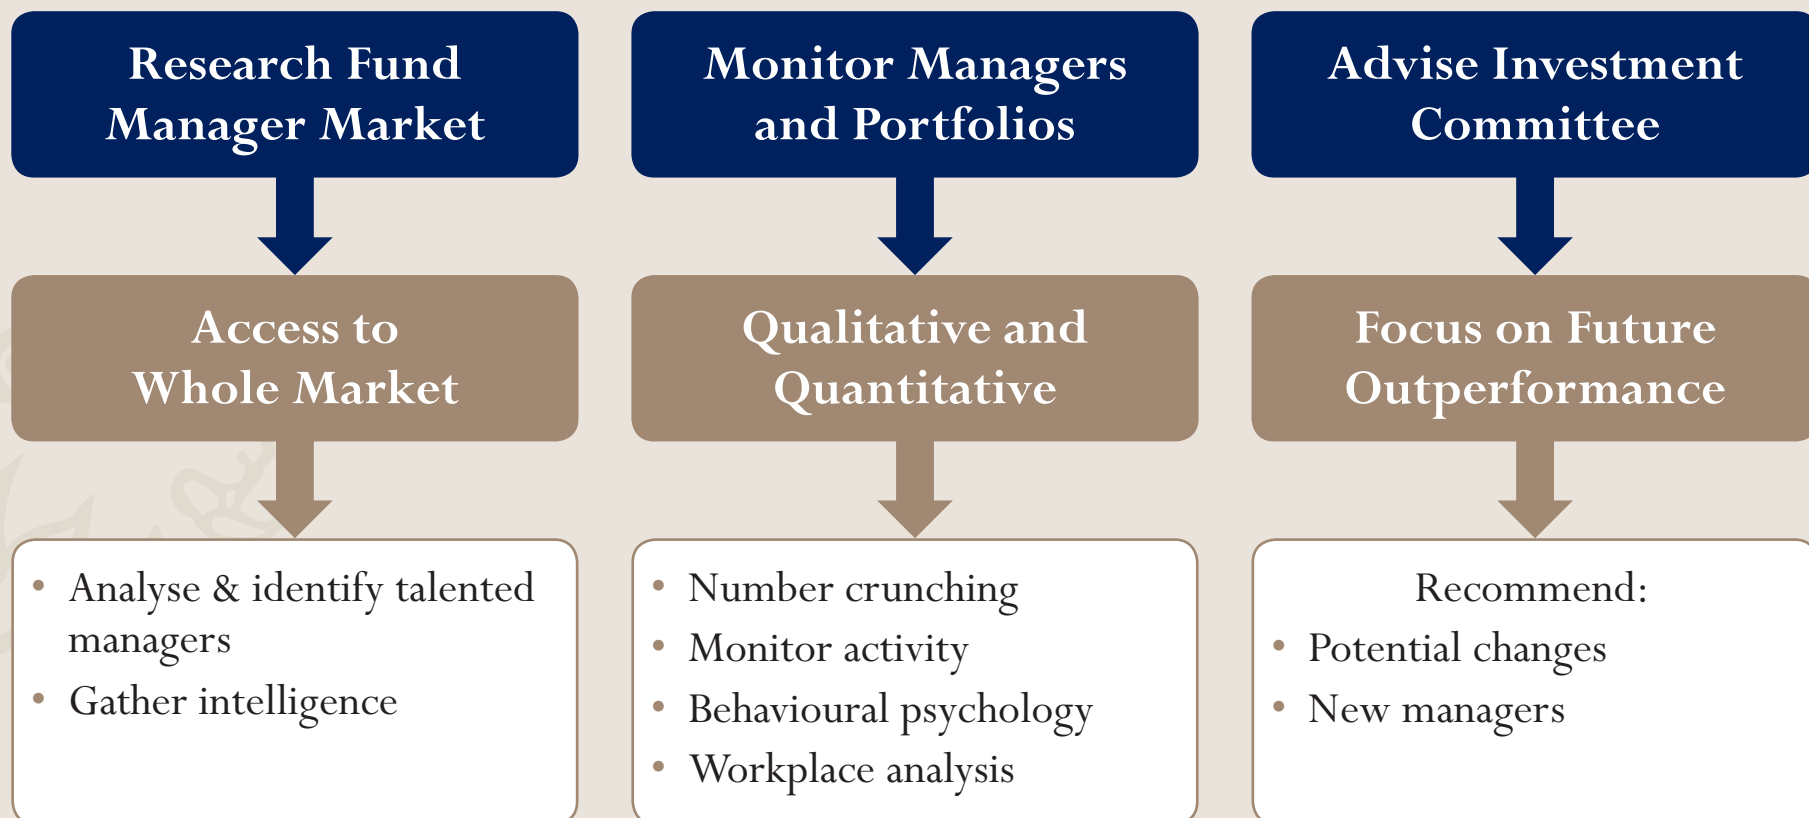 Research Fund
Manager Market
Access to
Whole Market
• Analyse & identify talented
managers
• Gather intelligence
Monitor Managers
and Portfolios
Qualitative and
Quantitative
• Number crunching
• Monitor activity
• Behavioural psychology
• Workplace analysis
Advise Investment
Committee
Focus on Future
Outperformance
Recommend:
• Potential changes
• New managers